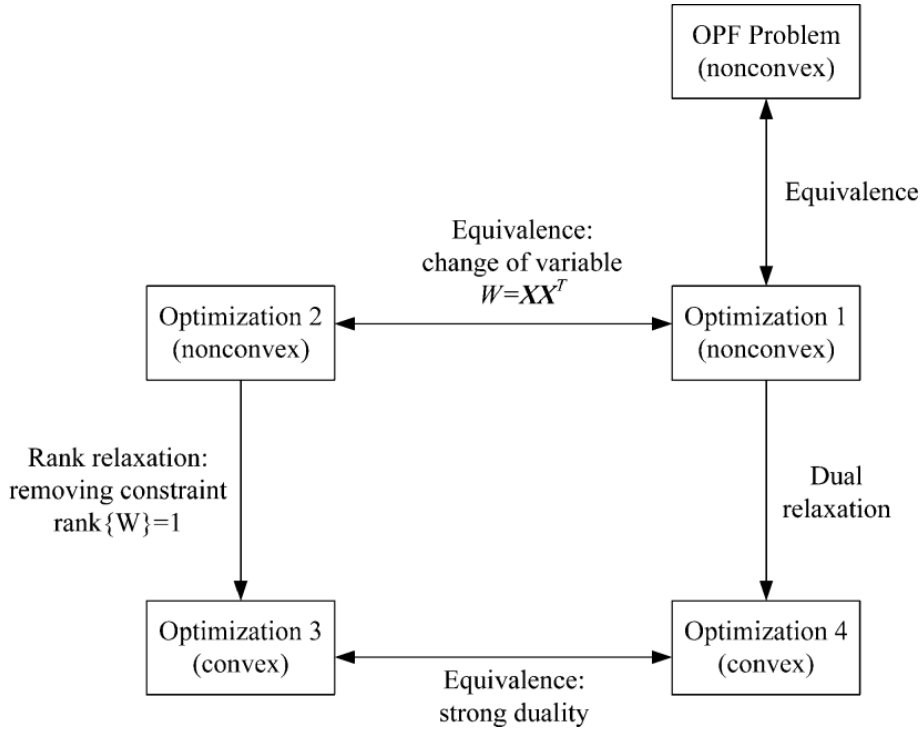 OPF Problem
(nonconvex)
Equivalence
Equivalence:
change of variable
W=XX^T
Optimization 2
(nonconvex)
Optimization 1
(nonconvex)
Rank relaxation:
removing constraint
rank{W}=1
Dual
relaxation
Optimization 3
(convex)
Optimization 4
(convex)
Equivalence:
strong duality